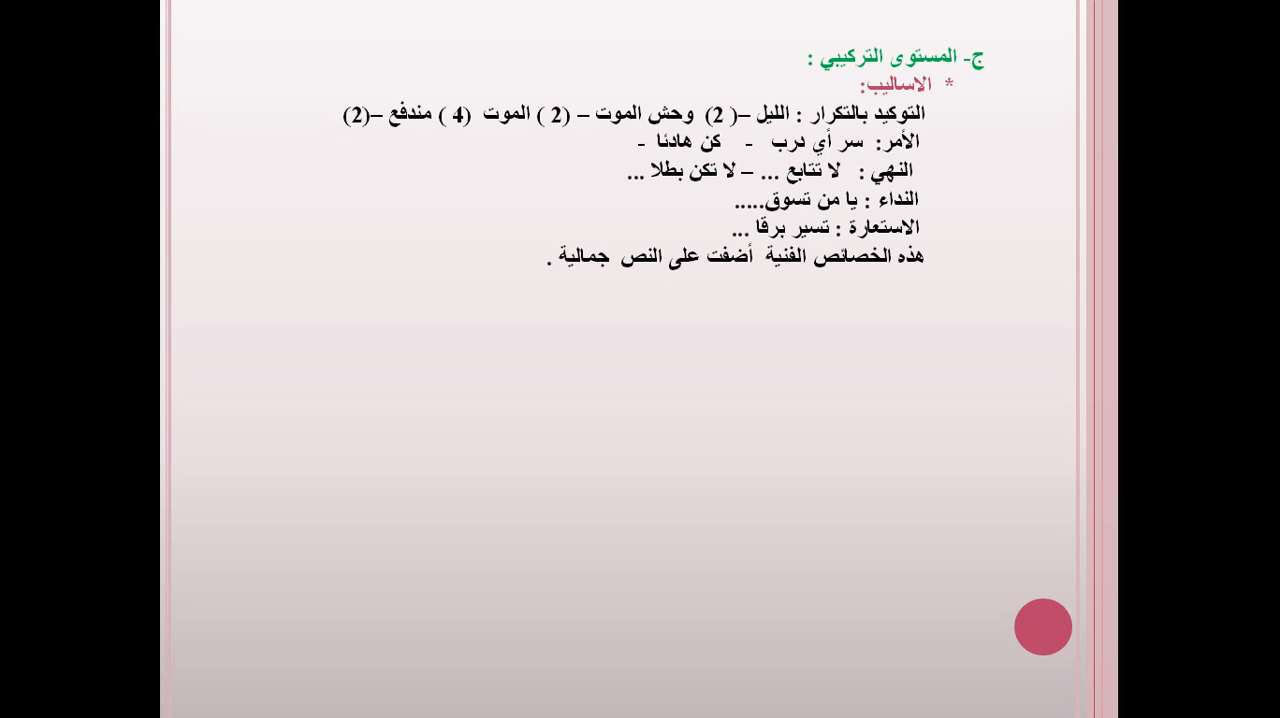 ج- المستوى التركيبي :
* الاساليب:
التوكيد بالتكرار : الليل –( 2) وحش الموت – (2 ) الموت (4 ) مندفع –(2)
الأمر: سر أي درب - كن هادئا -
النهي : لا تتابع ... – لا تكن بطلا ...
النداء : يا من تسوق.....
الاستعارة : تسير برقا ...
هذه الخصائص الفنية أضفت على النص جمالية .